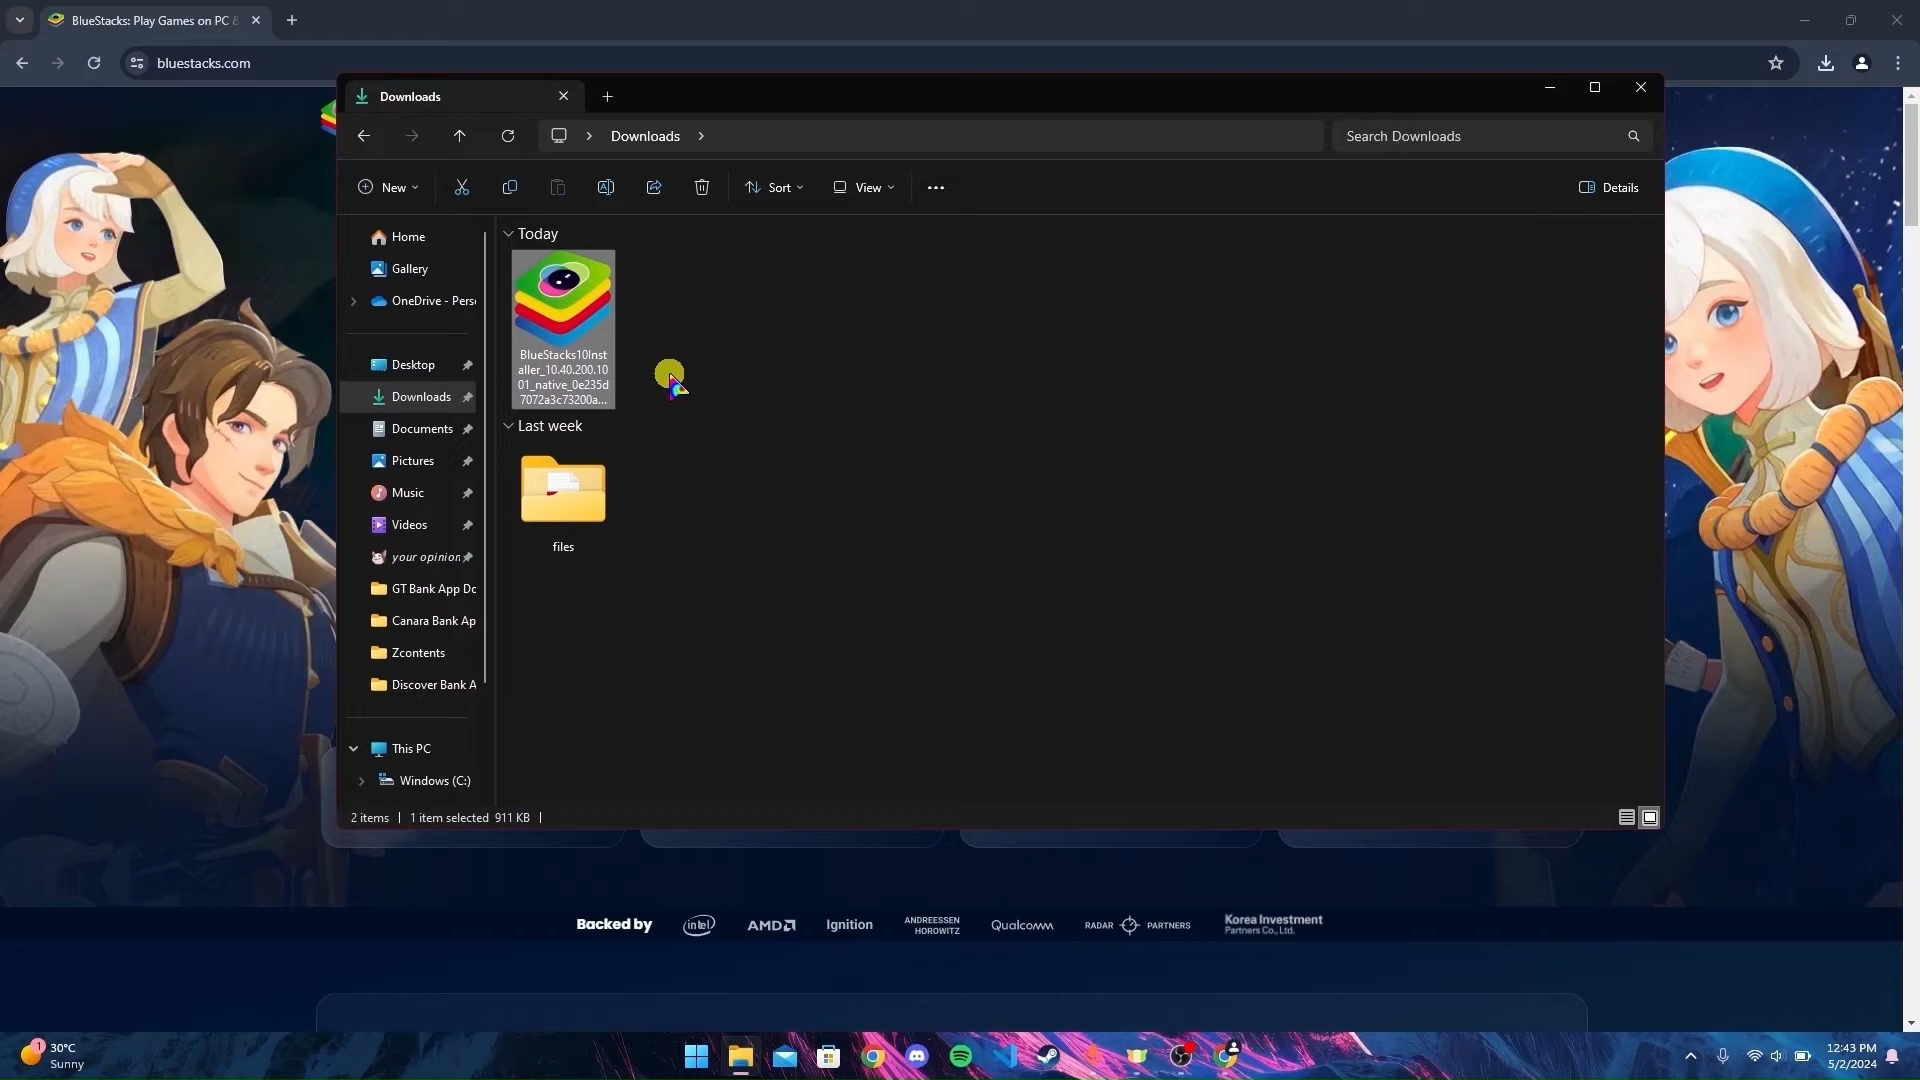 BlueStacks: Play Games on PC &
bluestacks.com
Downloads
Downloads
Search Downloads
New
Sort
View
Details
Home
Gallery
OneDrive - Perso
Desktop
Downloads
Documents
Pictures
Music
Videos
your opinion
GT Bank App Do
Canara Bank Ap
Zcontents
Discover Bank A
This PC
Windows (C:)
Today
BlueStacks10Inst
aller_10.40.200.10
01_native_0e235d
7072a3c73200a...
Last week
files
2 items
1 item selected 911 KB
Backed by
intel
AMD
Ignition
ANDREESSEN
HOROWITZ
Qualcomm
RADAR PARTNERS
Korea Investment
Partners Co., Ltd.
1
30°C
Sunny
12:43 PM
5/2/2024